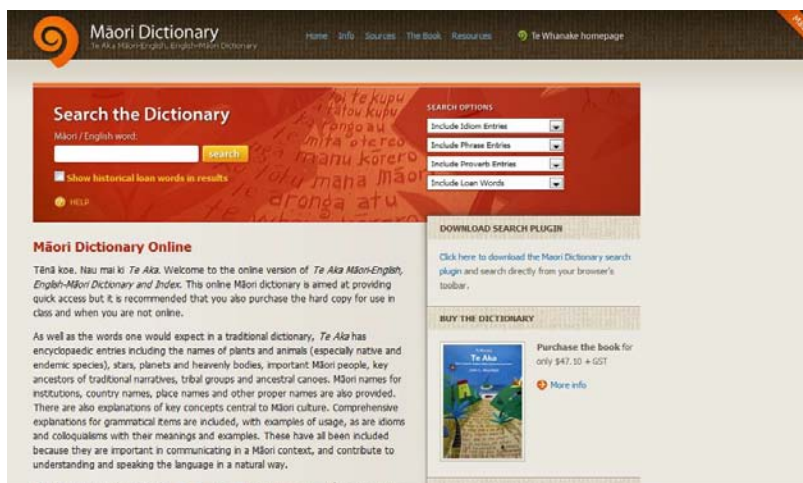 Māori Dictionary
Te Aka Māori-English, English-Māori Dictionary
Home Info Sources The Book Resources Te Whanake homepage
Search the Dictionary
Māori / English word:
search
Show historical loan words in results
HELP
SEARCH OPTIONS
Include Idiom Entries
Include Phrase Entries
Include Proverb Entries
Include Loan Words
Māori Dictionary Online
Tēnā koe. Nau mai ki Te Aka. Welcome to the online version of Te Aka Māori-English,
English-Māori Dictionary and Index. This online Māori dictionary is aimed at providing
quick access but it is recommended that you also purchase the hard copy for use in
class and when you are not online.
As well as the words one would expect in a traditional dictionary, Te Aka has
encyclopaedic entries including the names of plants and animals (especially native and
endemic species), stars, planets and heavenly bodies, important Māori people, key
ancestors of traditional narratives, tribal groups and ancestral canoes. Māori names for
institutions, country names, place names and other proper names are also provided.
There are also explanations of key concepts central to Māori culture. Comprehensive
explanations for grammatical items are included, with examples of usage, as are idioms
and colloquialisms with their meanings and examples. These have all been included
because they are important in communicating in a Māori context, and contribute to
understanding and speaking the language in a natural way.
DOWNLOAD SEARCH PLUGIN
Click here to download the Maori Dictionary search
plugin and search directly from your browser's
toolbar.
BUY THE DICTIONARY
Te Aka
Purchase the book for
only $47.10 + GST
More info